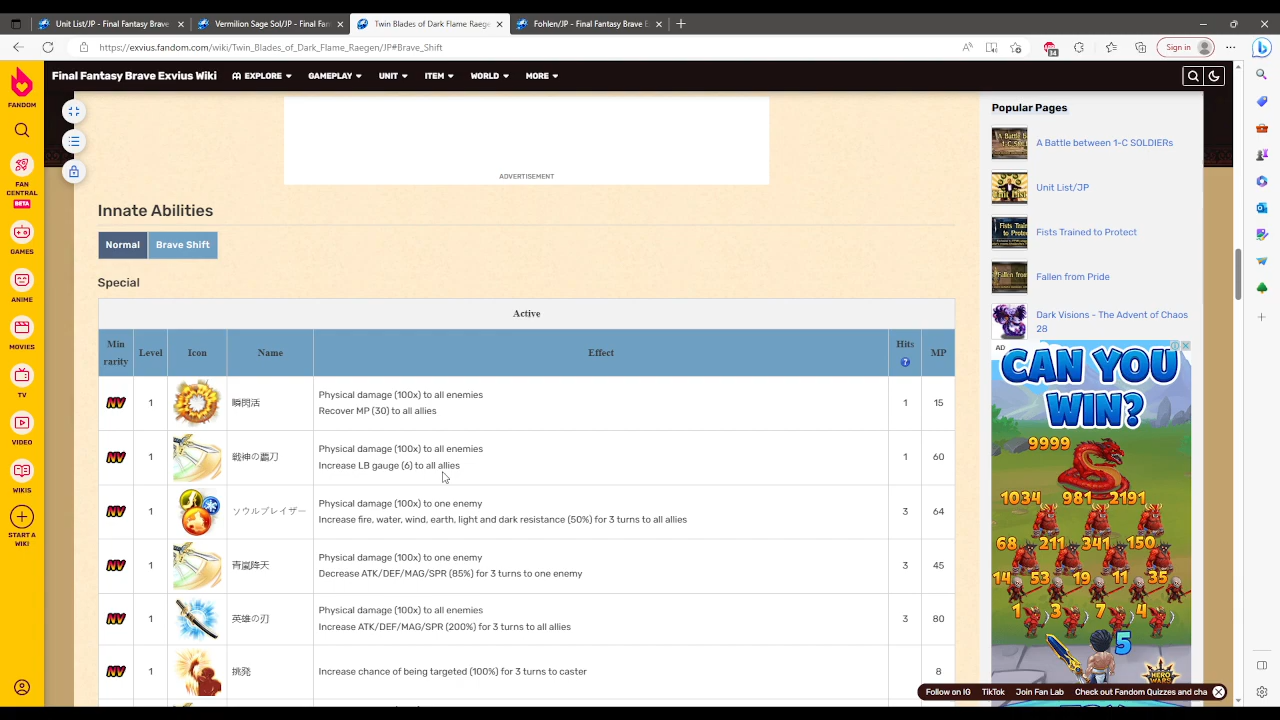 Unit List/JP - Final Fantasy Brave Exvi
Vermilion Sage Sol/JP - Final Fan
Twin Blades of Dark Flame Raege
Fohlen/JP - Final Fantasy Brave E
https://exvius.fandom.com/wiki/Twin_Blades_of_Dark_Flame_Raegen/JP#Brave_Shift
34
Sign in
FANDOM
Final Fantasy Brave Exvius Wiki
EXPLORE
GAMEPLAY
UNIT
ITEM
WORLD
MORE
FAN CENTRAL
BETA
GAMES
ANIME
MOVIES
TV
VIDEO
WIKIS
START A WIKI
ADVERTISEMENT
Innate Abilities
Normal
Brave Shift
Special
Active
Min rarity
Level
Icon
Name
Effect
Hits
?
MP
NV 1 瞬閃活 Physical damage (100x) to all enemies 1 15
Recover MP (30) to all allies
NV 1 戦神の覇刀 Physical damage (100x) to all enemies 1 60
Increase LB gauge (6) to all allies
NV 1 ソウルブレイザー Physical damage (100x) to one enemy 3 64
Increase fire, water, wind, earth, light and dark resistance (50%) for 3 turns to all allies
NV 1 青嵐降天 Physical damage (100x) to one enemy 3 45
Decrease ATK/DEF/MAG/SPR (85%) for 3 turns to one enemy
NV 1 英雄の刃 Physical damage (100x) to all enemies 3 80
Increase ATK/DEF/MAG/SPR (200%) for 3 turns to all allies
NV 1 挑発 Increase chance of being targeted (100%) for 3 turns to caster 8
Popular Pages
A Battle between 1-C SOLDIERs
Unit List/JP
Fists Trained to Protect
Fallen from Pride
Dark Visions - The Advent of Chaos
28
AD
CAN YOU
WIN?
9999
1034 981 2191
68 211 341 150
14 53 19 11 35
1 3 7 4
5
HERO
WARS
Follow on IG
TikTok
Join Fan Lab
Check out Fandom Quizzes and cha